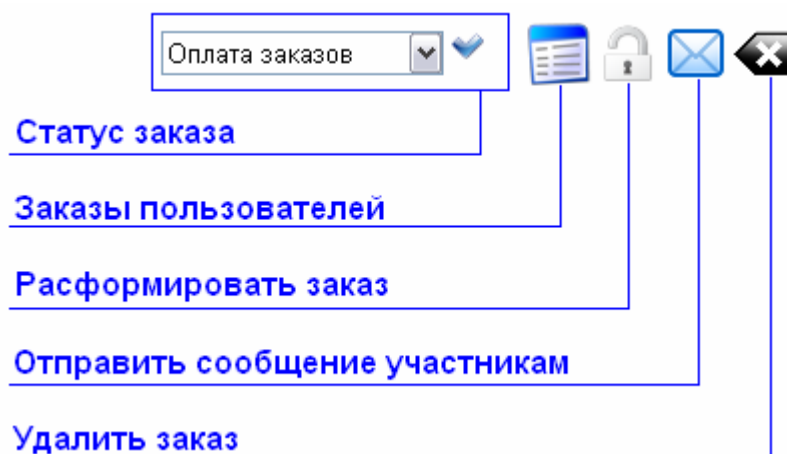 Оплата заказов
Статус заказа
Заказы пользователей
Расформировать заказ
Отправить сообщение участникам
Удалить заказ